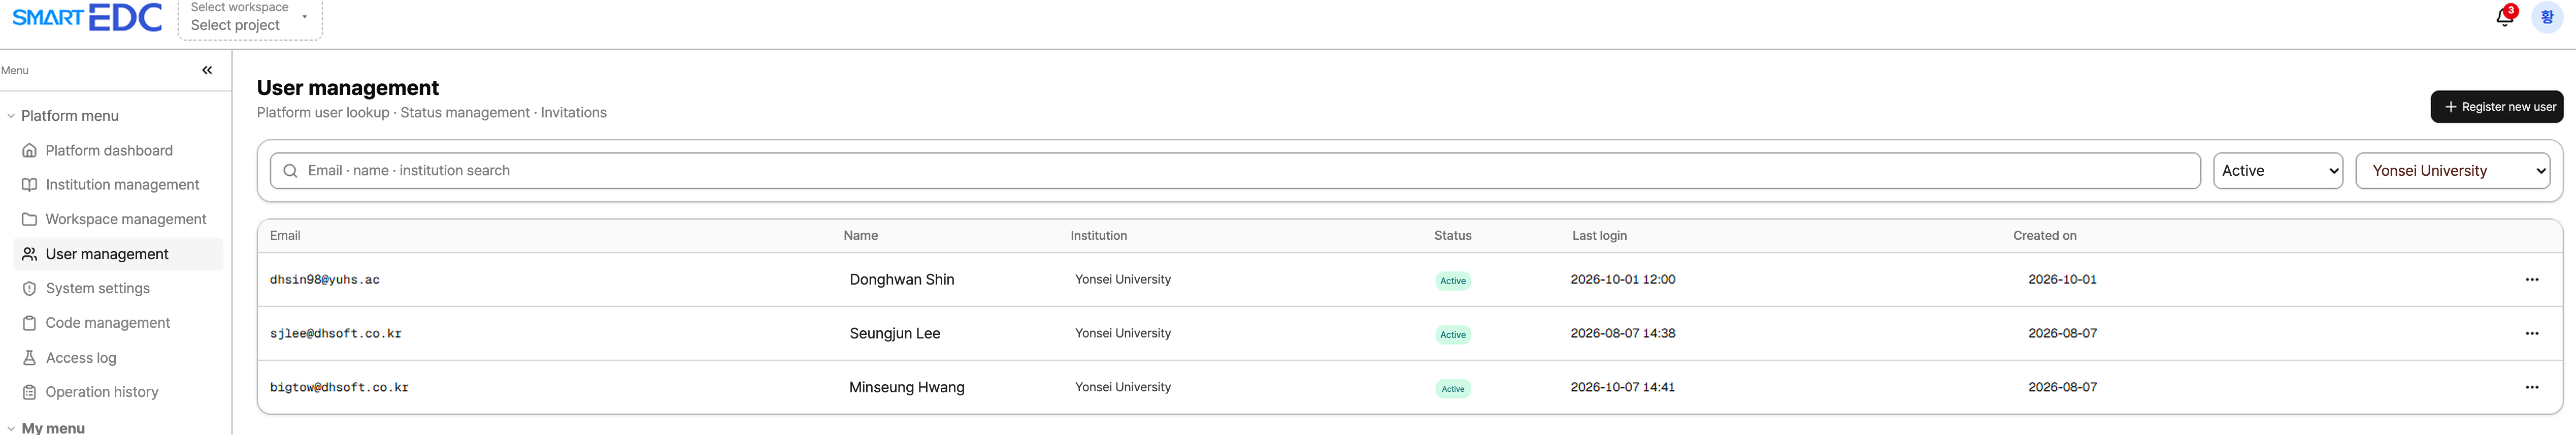 SMART EDC
Select workspace
Select project
3
황
Menu
Platform menu
Platform dashboard
Institution management
Workspace management
User management
System settings
Code management
Access log
Operation history
My menu
User management
Platform user lookup · Status management · Invitations
+ Register new user
Email · name · institution search
Active
Yonsei University
Email Name Institution Status Last login Created on
dhsin98@yuhs.ac Donghwan Shin Yonsei University Active 2026-10-01 12:00 2026-10-01 ...
sjlee@dhsoft.co.kr Seungjun Lee Yonsei University Active 2026-08-07 14:38 2026-08-07 ...
bigtow@dhsoft.co.kr Minseung Hwang Yonsei University Active 2026-10-07 14:41 2026-08-07 ...